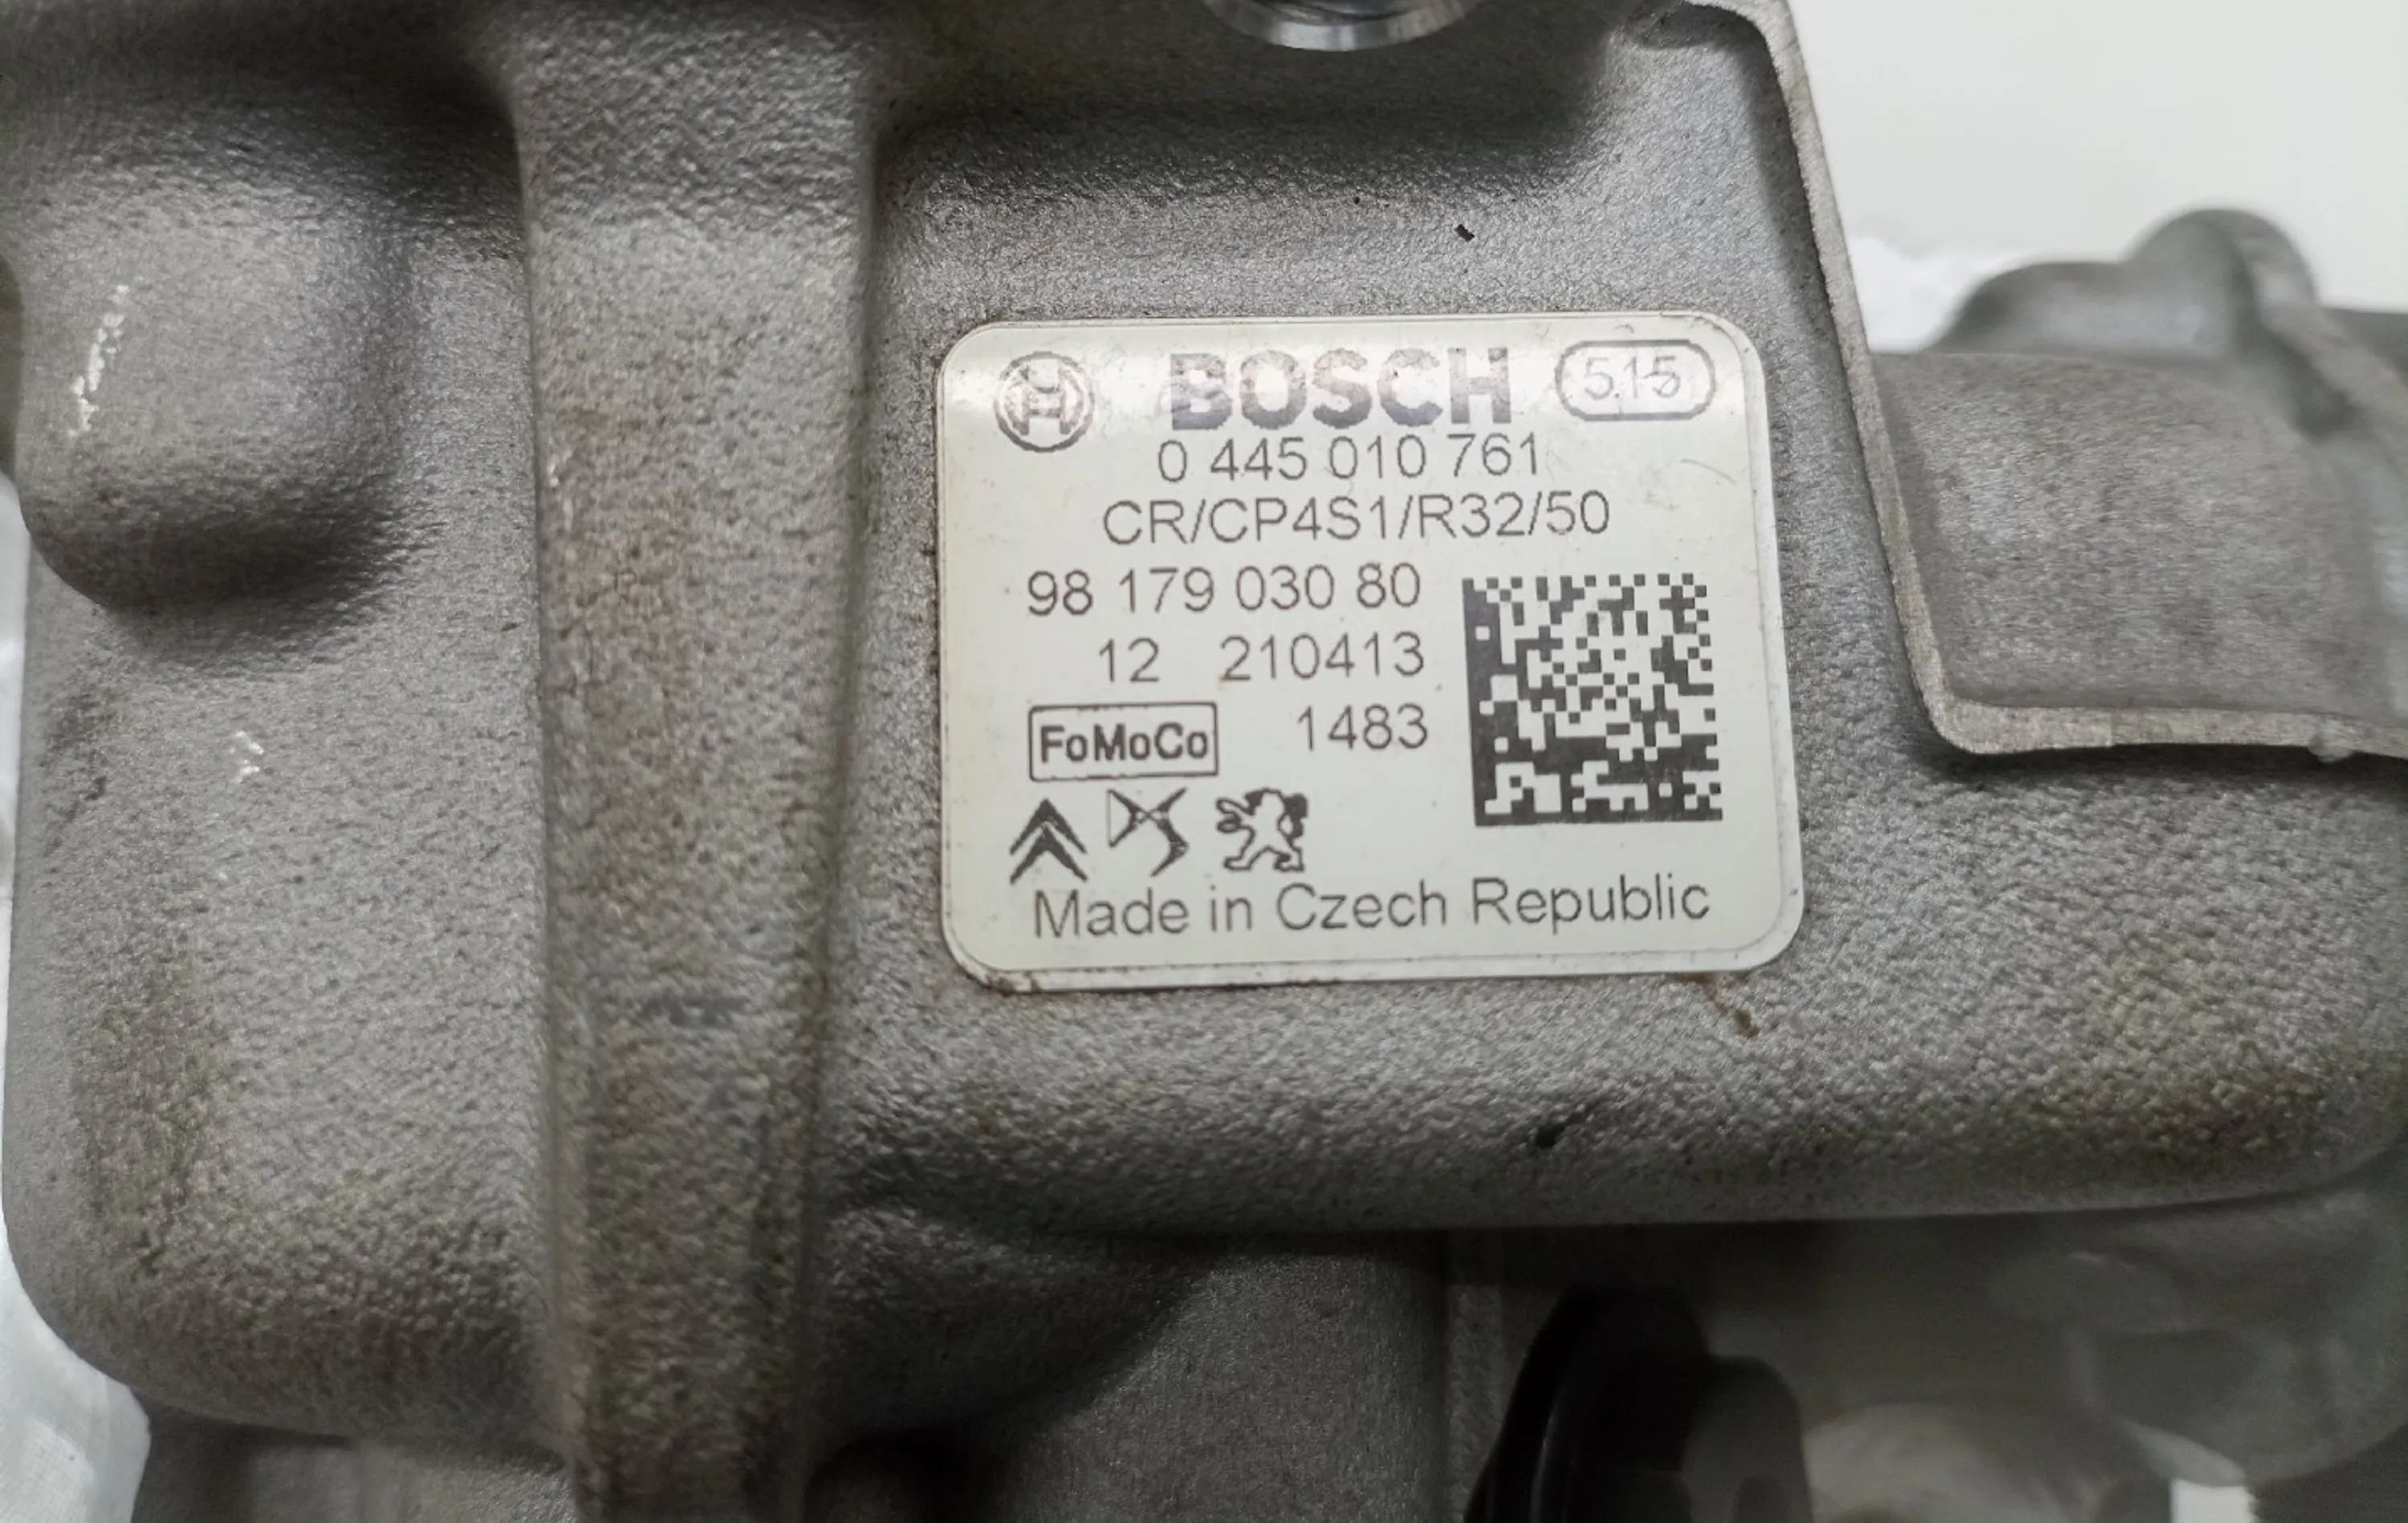 BOSCH 515
0 445 010 761
CR/CP4S1/R32/50
98 179 030 80
12 210413
FoMoCo 1483
Made in Czech Republic